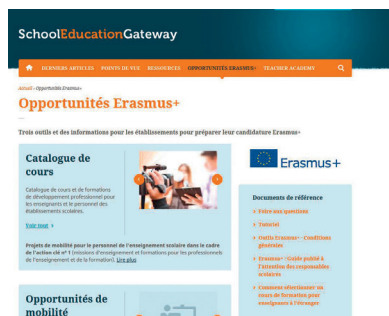 SchoolEducationGateway
DERNIERS ARTICLES POINTS DE VUE RESSOURCES OPPORTUNITÉS ERASMUS+ TEACHER ACADEMY
Accueil › Opportunités Erasmus+
Opportunités Erasmus+
Trois outils et des informations pour les établissements pour préparer leur candidature Erasmus+
Catalogue de
cours
Catalogue de cours et de formations
de développement professionnel pour
les enseignants et le personnel des
établissements scolaires.
Voir tout ›
Projets de mobilité pour le personnel de l'enseignement scolaire dans le cadre
de l'action clé n° 1 (missions d'enseignement et formations pour les professionnels
de l'enseignement et de la formation). Lire plus
Opportunités de
mobilité
Erasmus+
Documents de référence
› Foire aux questions
› Tutoriel
› Outils Erasmus+ - Conditions
générales
› Erasmus+ -Guide publié à
l'attention des responsables
scolaires
› Comment sélectionner un
cours de formation pour
enseignants à l'étranger